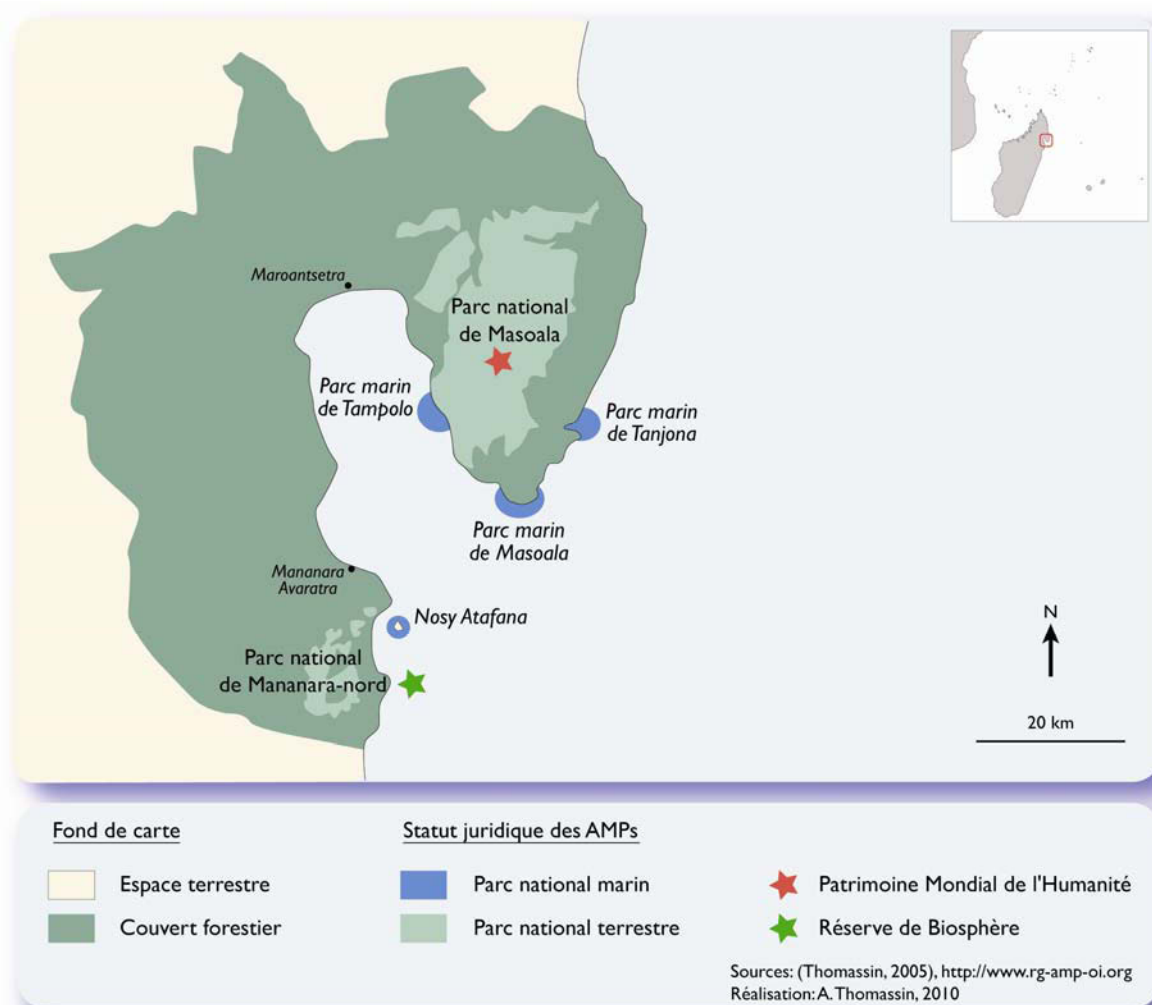 Maroantsetra
Parc national
de Masoala
Parc marin
de Tampolo
Parc marin
de Tanjona
Parc marin
de Masoala
Mananara
Avaratra
Nosy Atafana
Parc national
de Mananara-nord
N
20 km
Fond de carte
Espace terrestre
Couvert forestier
Statut juridique des AMPs
Parc national marin
Parc national terrestre
Patrimoine Mondial de l'Humanité
Réserve de Biosphère
Sources: (Thomassin, 2005), http://www.rg-amp-oi.org
Réalisation: A. Thomassin, 2010